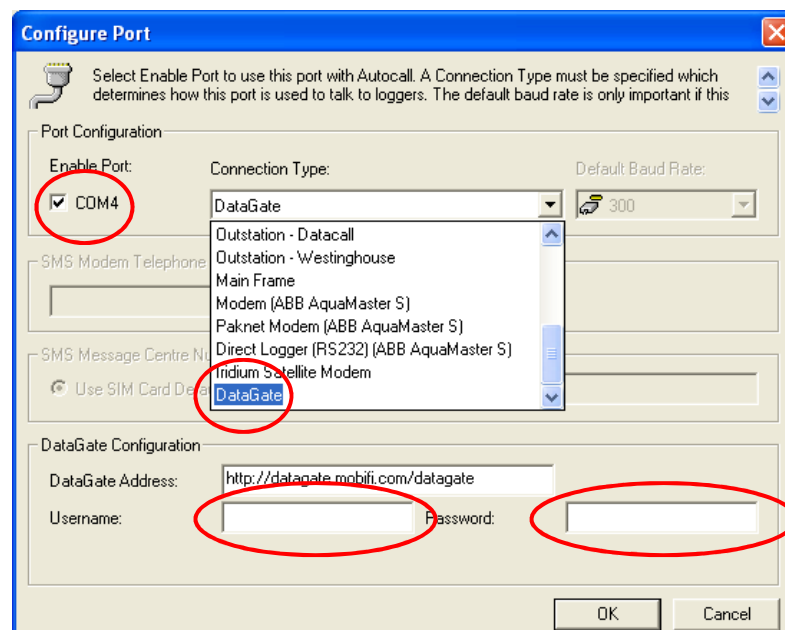 Configure Port
Select Enable Port to use this port with Autocall. A Connection Type must be specified which
determines how this port is used to talk to loggers. The default baud rate is only important if this
Port Configuration
Enable Port:
Connection Type:
Default Baud Rate:
COM4
DataGate
300
Outstation - Datacall
Outstation - Westinghouse
Main Frame
Modem (ABB AquaMaster S)
Paknet Modem (ABB AquaMaster S)
Direct Logger (RS232) (ABB AquaMaster S)
Iridium Satellite Modem
DataGate
SMS Modem Telephone
SMS Message Centre Nu
Use SIM Card Defa
DataGate Configuration
DataGate Address:
http://datagate.mobifi.com/datagate
Username:
Password:
OK
Cancel